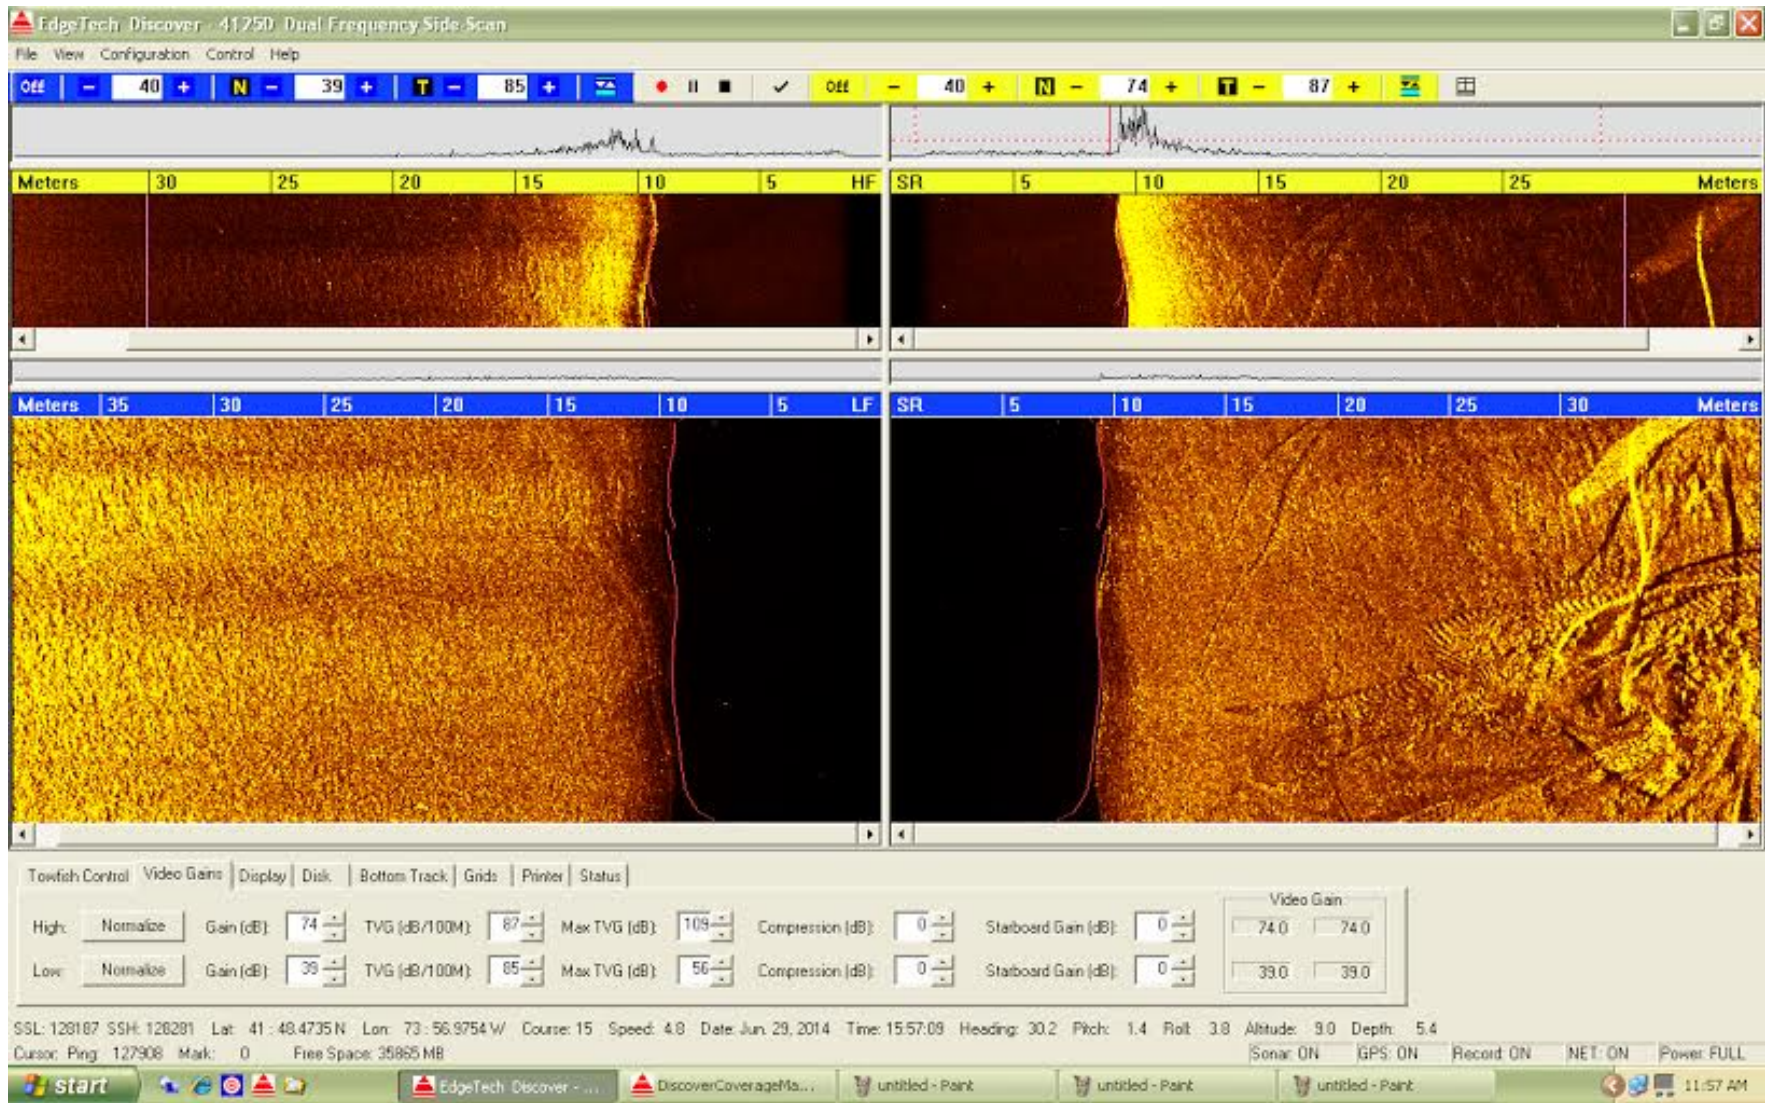 EdgeTech Discover - 4125D Dual Frequency Side Scan
File View Configuration Control Help
Off - 40 + N - 39 + T - 85 + Off - 40 + N - 74 + T - 87 +
Meters 30 25 20 15 10 5 HF SR 5 10 15 20 25 Meters
Meters 35 30 25 20 15 10 5 LF SR 5 10 15 20 25 30 Meters
Towfish Control Video Gains Display Disk Bottom Track Grids Printer Status
Video Gain
High: Normalize Gain (dB): 74 TVG (dB/100M): 87 Max TVG (dB): 109 Compression (dB): 0 Starboard Gain (dB): 0 74.0 74.0
Low: Normalize Gain (dB): 39 TVG (dB/100M): 85 Max TVG (dB): 56 Compression (dB): 0 Starboard Gain (dB): 0 39.0 39.0
SSL: 128187 SSH: 128281 Lat: 41 : 48.4735 N Lon: 73 : 56.9754 W Course: 15 Speed: 4.8 Date: Jun. 29, 2014 Time: 15:57:09 Heading: 30.2 Pitch: 1.4 Roll: 3.8 Altitude: 9.0 Depth: 5.4
Cursor: Ping: 127908 Mark: 0 Free Space: 35865 MB Sonar: ON GPS: ON Record: ON NET: ON Power: FULL
start EdgeTech Discover - .... DiscoverCoverageMa... untitled - Paint untitled - Paint untitled - Paint 11:57 AM